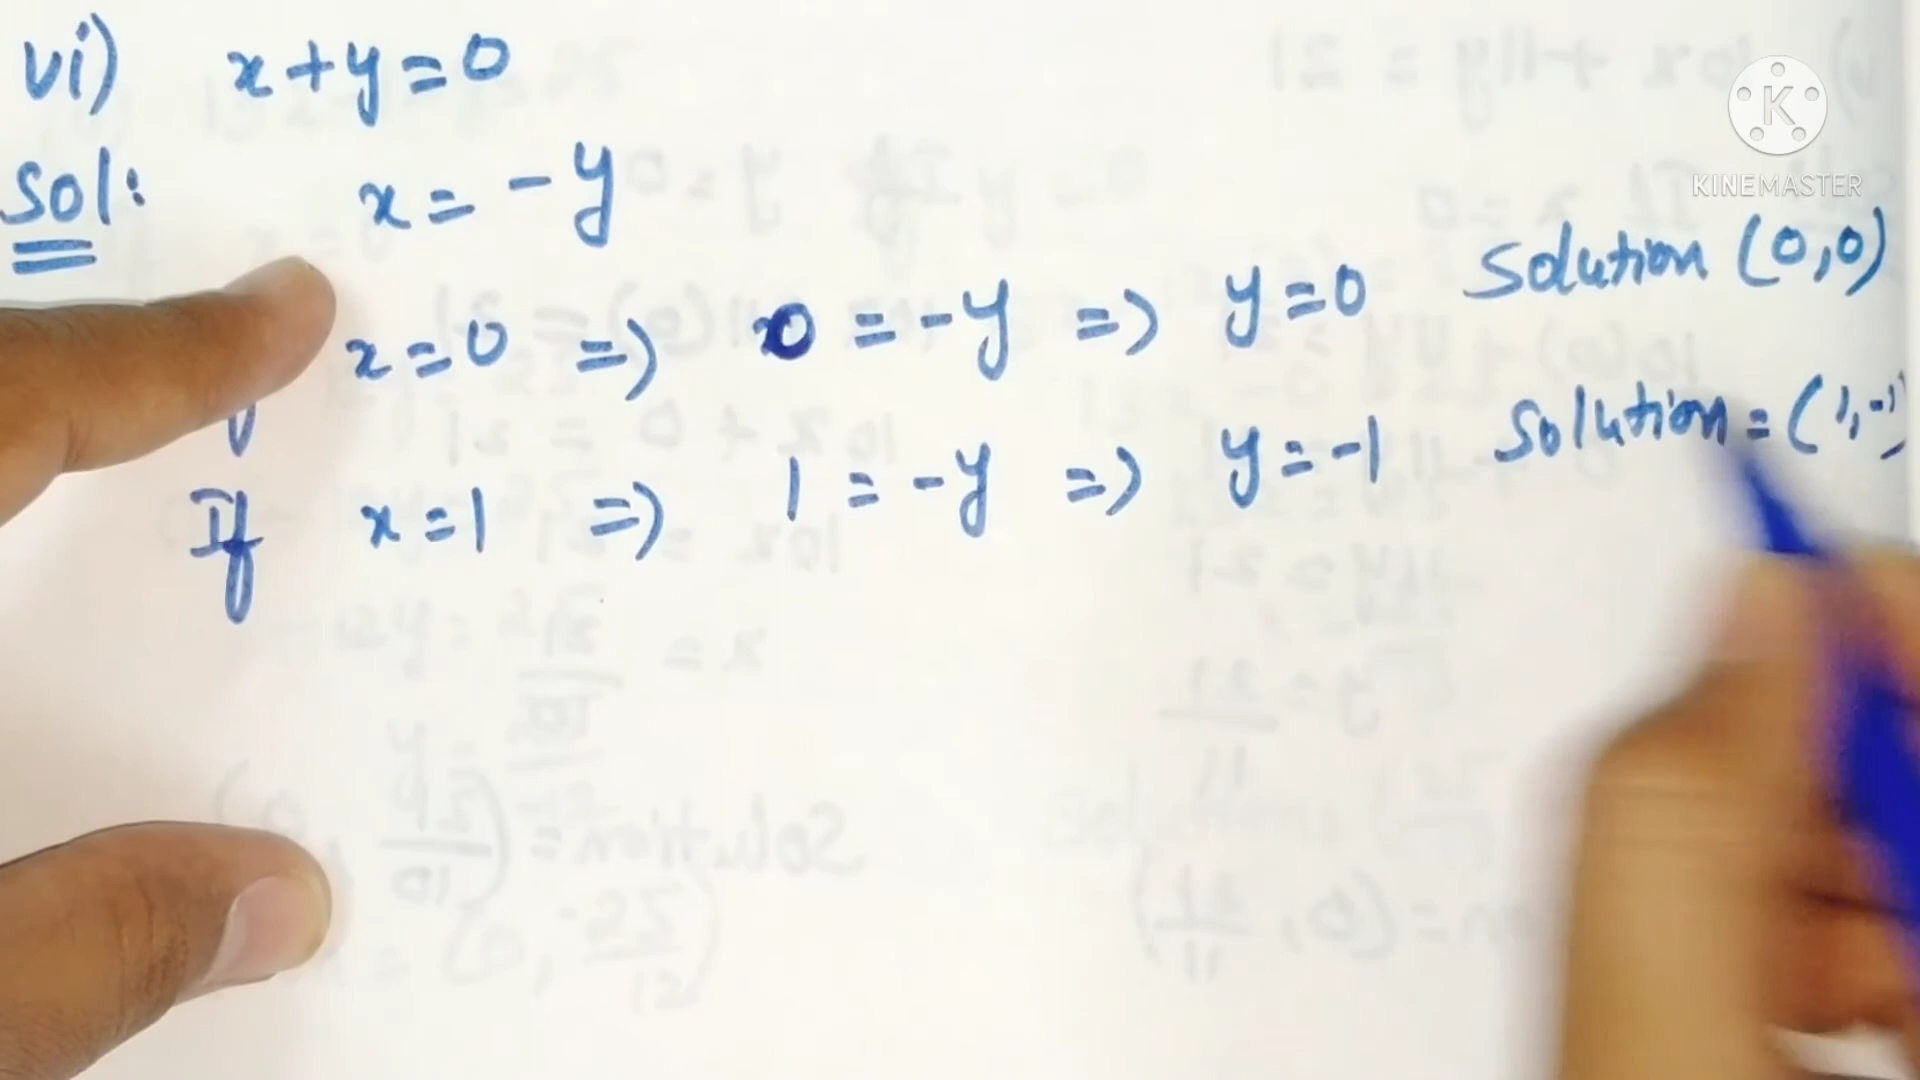 vi) x+y=0
KINEMASTER
Sol: x = -y
x=0 => 0 = -y => y=0 Solution (0,0)
If x=1 => 1 = -y => y=-1 Solution = (1,-1)